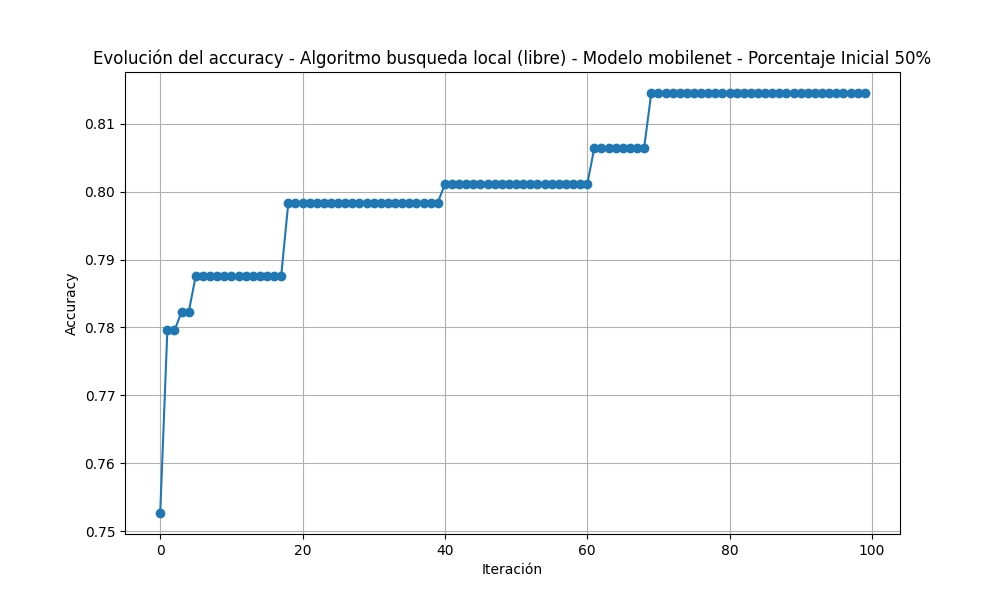 Evolución del accuracy - Algoritmo busqueda local (libre) - Modelo mobilenet - Porcentaje Inicial 50%
Accuracy
0.81
0.80
0.79
0.78
0.77
0.76
0.75
0 20 40 60 80 100
Iteración